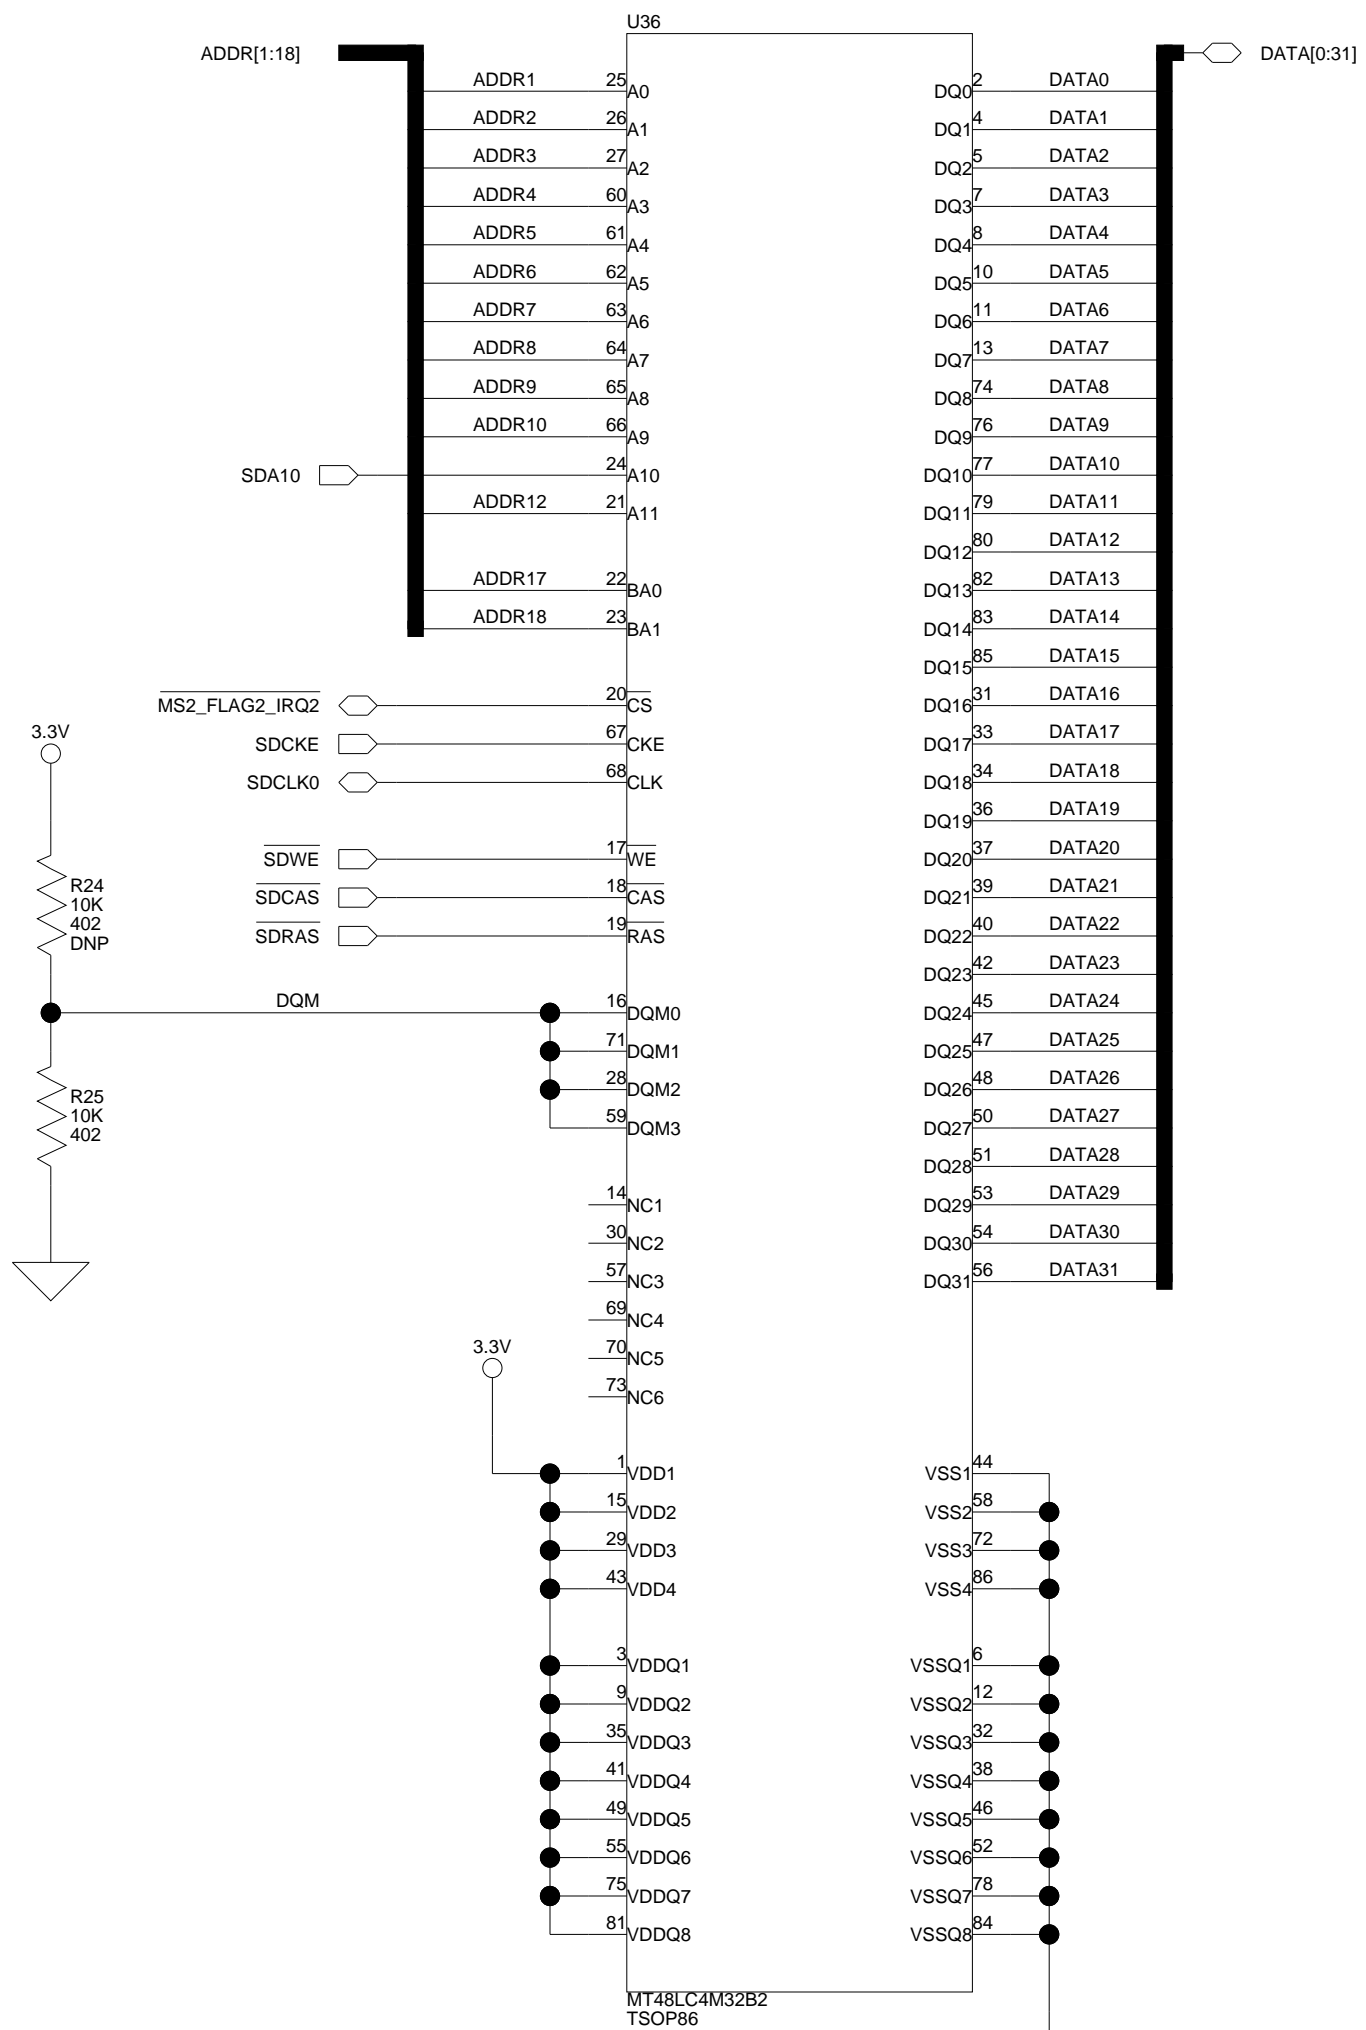 U36
ADDR[1:18] DATA[0:31]
ADDR1 25 A0 DQ0 2 DATA0
ADDR2 26 A1 DQ1 4 DATA1
ADDR3 27 A2 DQ2 5 DATA2
ADDR4 60 A3 DQ3 7 DATA3
ADDR5 61 A4 DQ4 8 DATA4
ADDR6 62 A5 DQ5 10 DATA5
ADDR7 63 A6 DQ6 11 DATA6
ADDR8 64 A7 DQ7 13 DATA7
ADDR9 65 A8 DQ8 74 DATA8
ADDR10 66 A9 DQ9 76 DATA9
SDA10 24 A10 DQ10 77 DATA10
ADDR12 21 A11 DQ11 79 DATA11
DQ12 80 DATA12
ADDR17 22 BA0 DQ13 82 DATA13
ADDR18 23 BA1 DQ14 83 DATA14
DQ15 85 DATA15
MS2_FLAG2_IRQ2 20 CS DQ16 31 DATA16
3.3V
SDCKE 67 CKE DQ17 33 DATA17
SDCLK0 68 CLK DQ18 34 DATA18
DQ19 36 DATA19
SDWE 17 WE DQ20 37 DATA20
R24
10K
402
DNP
SDCAS 18 CAS DQ21 39 DATA21
SDRAS 19 RAS DQ22 40 DATA22
DQ23 42 DATA23
DQM 16 DQM0 DQ24 45 DATA24
71 DQM1 DQ25 47 DATA25
28 DQM2 DQ26 48 DATA26
R25
10K
402
59 DQM3 DQ27 50 DATA27
DQ28 51 DATA28
14 NC1 DQ29 53 DATA29
30 NC2 DQ30 54 DATA30
57 NC3 DQ31 56 DATA31
69 NC4
3.3V
70 NC5
73 NC6
1 VDD1 VSS1 44
15 VDD2 VSS2 58
29 VDD3 VSS3 72
43 VDD4 VSS4 86
3 VDDQ1 VSSQ1 6
9 VDDQ2 VSSQ2 12
35 VDDQ3 VSSQ3 32
41 VDDQ4 VSSQ4 38
49 VDDQ5 VSSQ5 46
55 VDDQ6 VSSQ6 52
75 VDDQ7 VSSQ7 78
81 VDDQ8 VSSQ8 84
MT48LC4M32B2
TSOP86